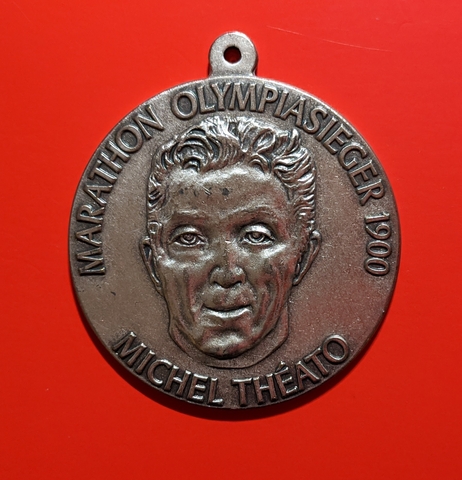 MARATHON OLYMPIASIEGER 1900
MICHEL THÉATO